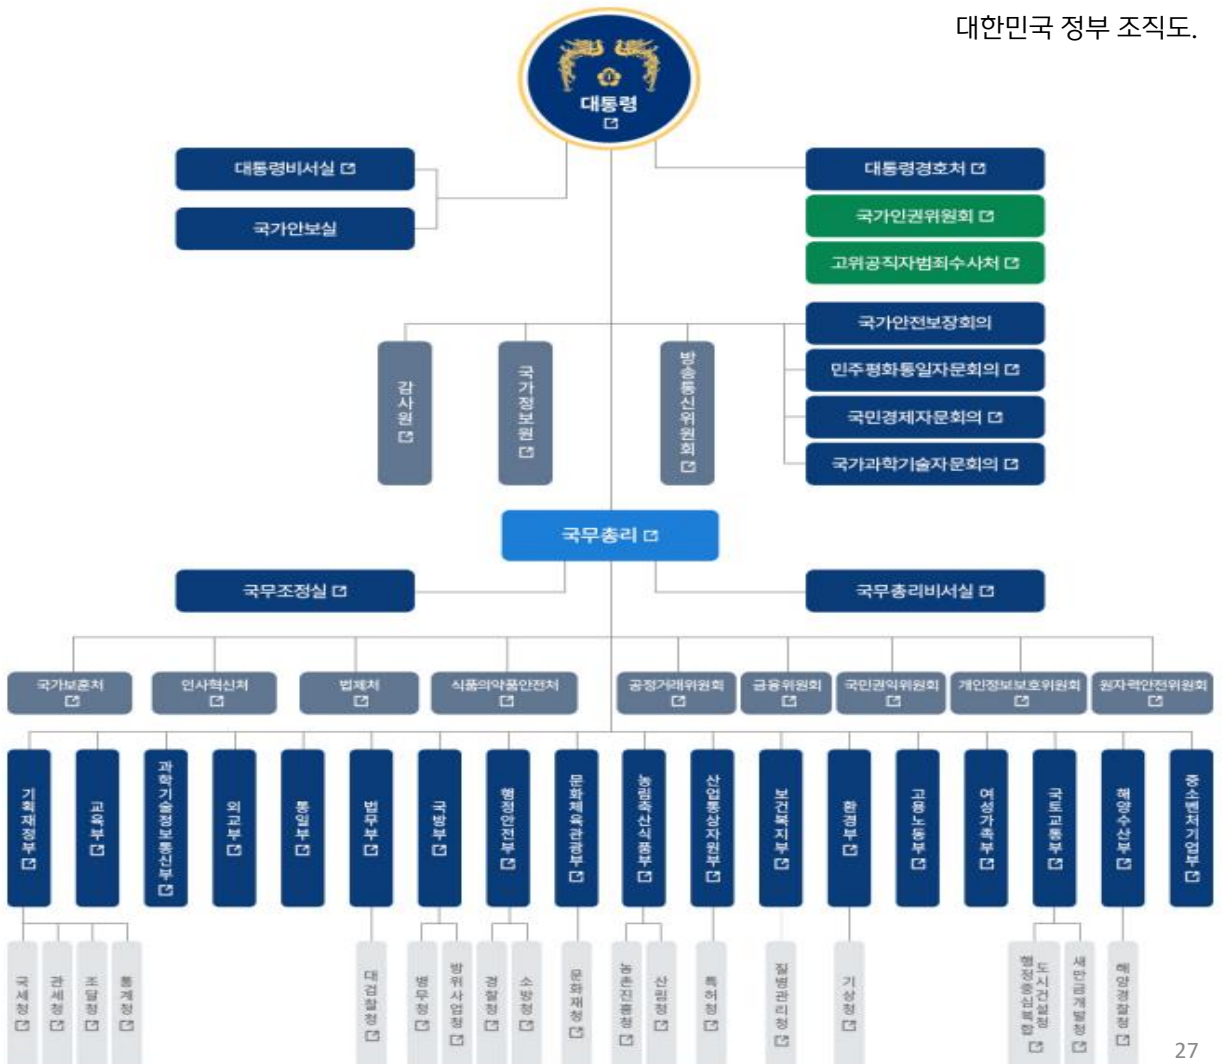 대한민국 정부 조직도.
대통령
대통령비서실
국가안보실
대통령경호처
국가인권위원회
고위공직자범죄수사처
국가안전보장회의
민주평화통일자문회의
국민경제자문회의
국가과학기술자문회의
감사원
국가정보원
방송통신위원회
국무총리
국무조정실
국무총리비서실
국가보훈처
인사혁신처
법제처
식품의약품안전처
공정거래위원회
금융위원회
국민권익위원회
개인정보보호위원회
원자력안전위원회
기획재정부
교육부
과학기술정보통신부
외교부
통일부
법무부
국방부
행정안전부
문화체육관광부
농림축산식품부
산업통상자원부
보건복지부
환경부
고용노동부
여성가족부
국토교통부
해양수산부
중소벤처기업부
국세청
관세청
조달청
통계청
대검찰청
병무청
방위사업청
경찰청
소방청
문화재청
농촌진흥청
산림청
특허청
질병관리청
기상청
행정중심복합
도시건설청
새만금개발청
해양경찰청
27